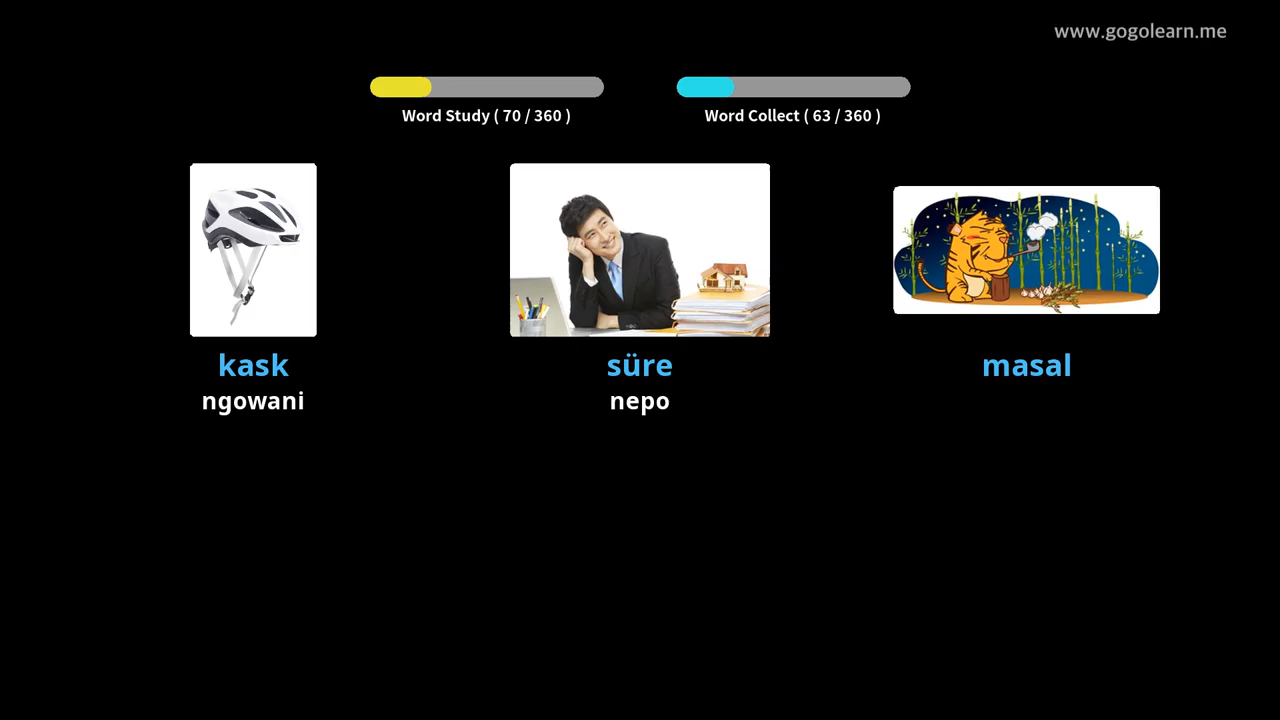 www.gogolearn.me
Word Study ( 70 / 360 )
Word Collect ( 63 / 360 )
kask
ngowani
süre
nepo
masal